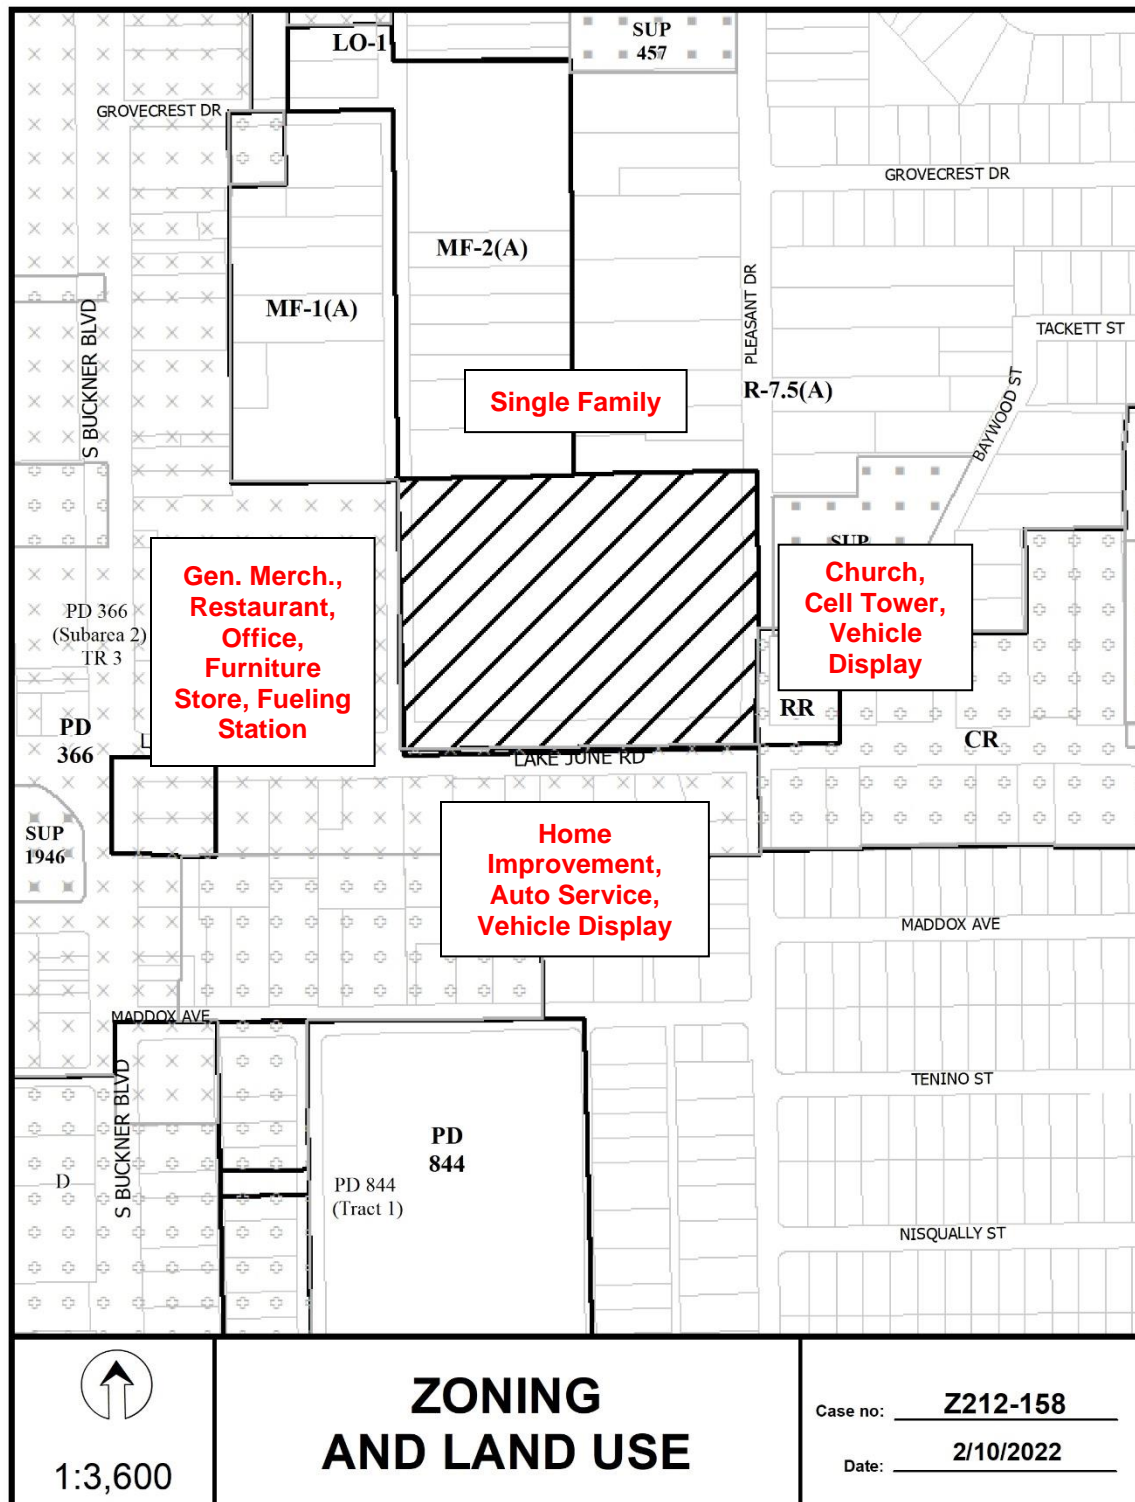 LO-1
SUP
457
GROVECREST DR
GROVECREST DR
MF-2(A)
MF-1(A)
S BUCKNER BLVD
PLEASANT DR
TACKETT ST
BAYWOOD ST
R-7.5(A)
Single Family
SUP
Gen. Merch.,
Restaurant,
Office,
Furniture
Store, Fueling
Station
Church,
Cell Tower,
Vehicle
Display
PD 366
(Subarea 2)
TR 3
PD
366
L
RR
CR
LAKE JUNE RD
SUP
1946
Home
Improvement,
Auto Service,
Vehicle Display
MADDOX AVE
MADDOX AVE
S BUCKNER BLVD
TENINO ST
PD
844
D
PD 844
(Tract 1)
NISQUALLY ST
1:3,600
ZONING
AND LAND USE
Case no: Z212-158
Date: 2/10/2022